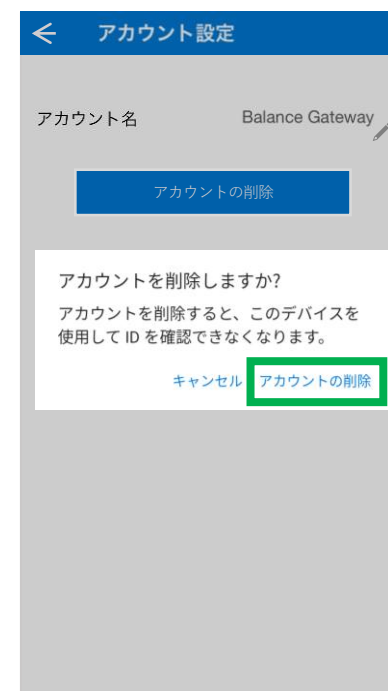 アカウント設定
アカウント名 Balance Gateway
アカウントの削除
アカウントを削除しますか?
アカウントを削除すると、このデバイスを
使用して ID を確認できなくなります。
キャンセル アカウントの削除